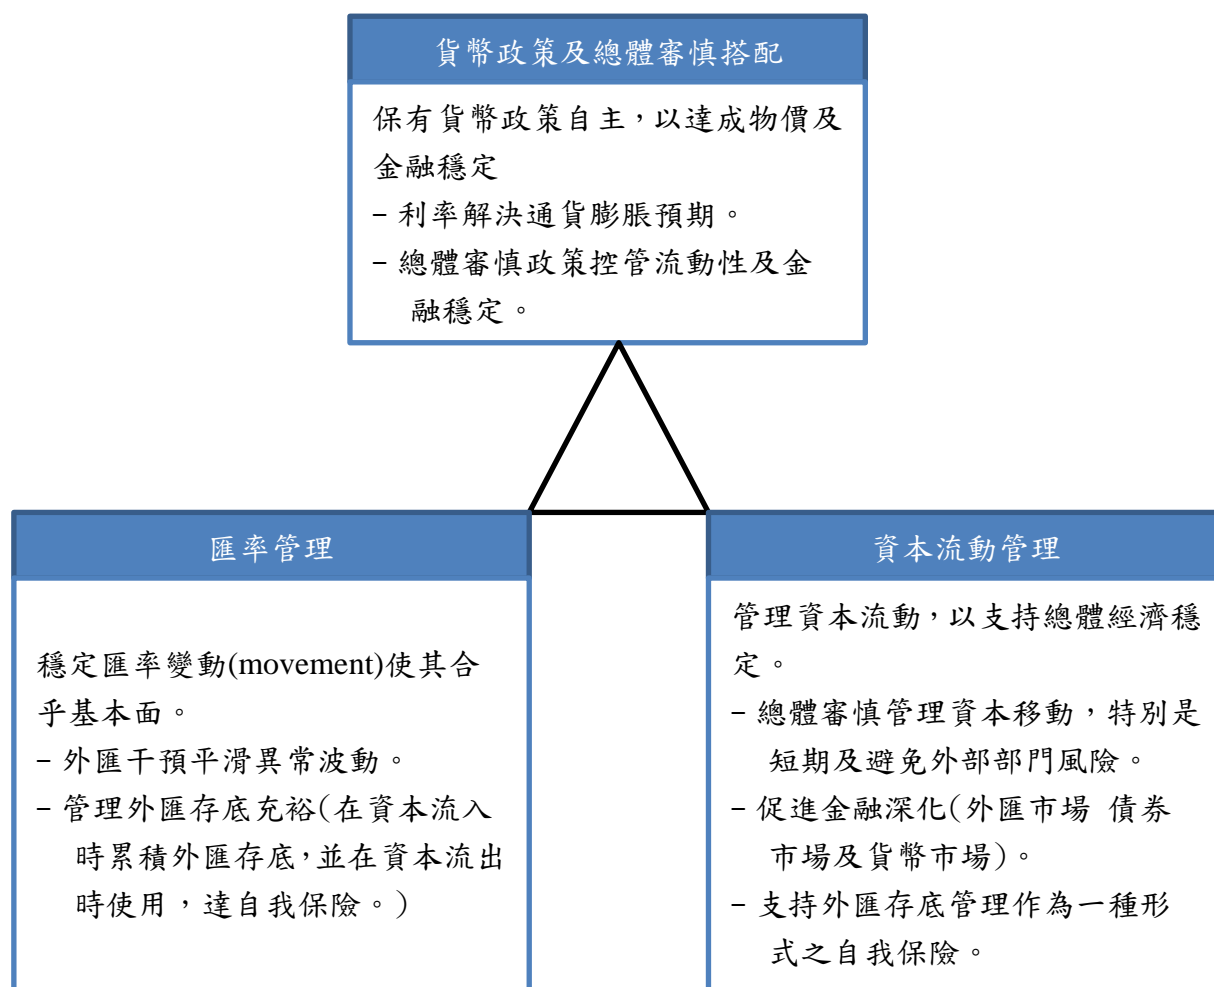 貨幣政策及總體審慎搭配
保有貨幣政策自主，以達成物價及
金融穩定
－利率解決通貨膨脹預期。
－總體審慎政策控管流動性及金
融穩定。
匯率管理
穩定匯率變動(movement)使其合
乎基本面。
－外匯干預平滑異常波動。
－管理外匯存底充裕(在資本流入
時累積外匯存底，並在資本流出
時使用，達自我保險。)
資本流動管理
管理資本流動，以支持總體經濟穩
定。
－總體審慎管理資本移動，特別是
短期及避免外部部門風險。
－促進金融深化(外匯市場 債券
市場及貨幣市場)。
－支持外匯存底管理作為一種形
式之自我保險。